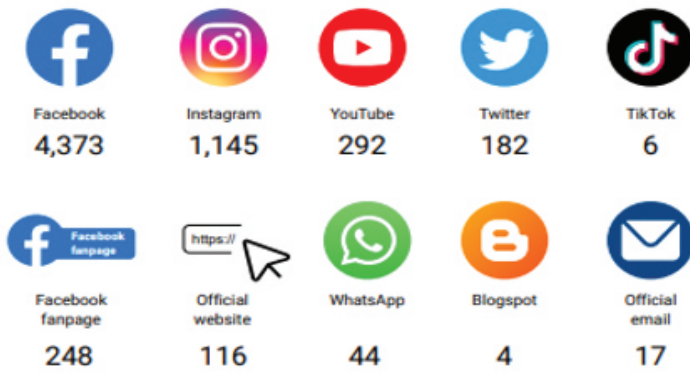 Facebook Instagram YouTube Twitter TikTok
4,373 1,145 292 182 6
Facebook
fanpage
https://
Facebook
fanpage
Official
website
WhatsApp Blogspot Official
email
248 116 44 4 17